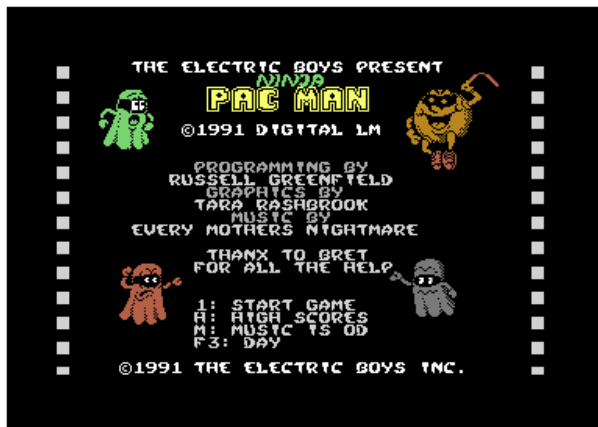 THE ELECTRIC BOYS PRESENT
NINJA
PAC MAN
©1991 DIGITAL LM
PROGRAMMING BY
RUSSELL GREENFIELD
GRAPHICS BY
TARA RASHBROOK
MUSIC BY
EVERY MOTHERS NIGHTMARE
THANX TO BRET
FOR ALL THE HELP
1: START GAME
H: HIGH SCORES
M: MUSIC IS OD
F3: DAY
©1991 THE ELECTRIC BOYS INC.